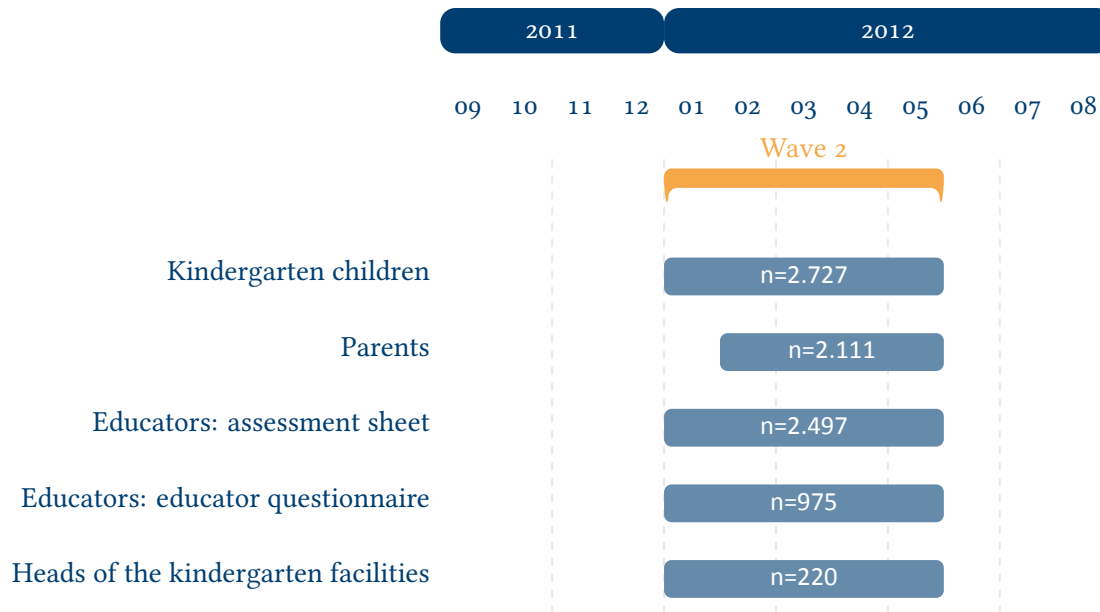 2011 2012
09 10 11 12 01 02 03 04 05 06 07 08
Wave 2
Kindergarten children n=2.727
Parents n=2.111
Educators: assessment sheet n=2.497
Educators: educator questionnaire n=975
Heads of the kindergarten facilities n=220